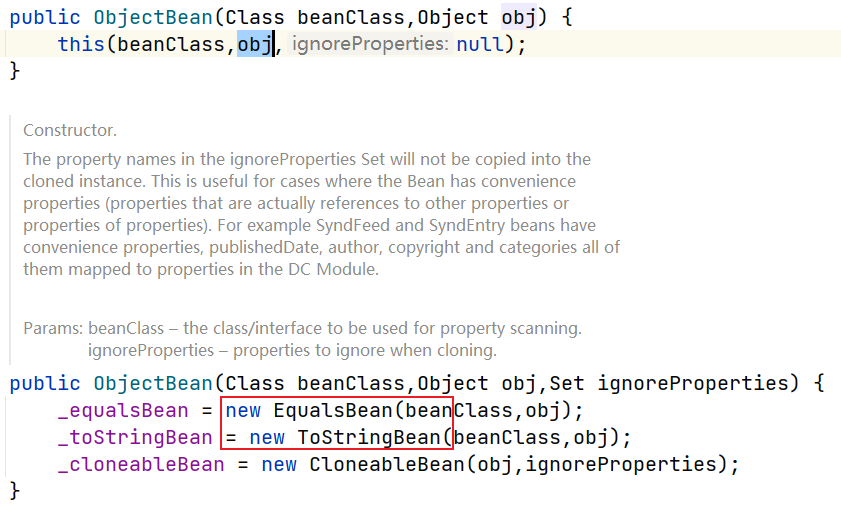 public ObjectBean(Class beanClass,Object obj) {
this(beanClass,obj, ignoreProperties: null);
}
Constructor.
The property names in the ignoreProperties Set will not be copied into the
cloned instance. This is useful for cases where the Bean has convenience
properties (properties that are actually references to other properties or
properties of properties). For example SyndFeed and SyndEntry beans have
convenience properties, publishedDate, author, copyright and categories all of
them mapped to properties in the DC Module.
Params: beanClass – the class/interface to be used for property scanning.
ignoreProperties – properties to ignore when cloning.
public ObjectBean(Class beanClass,Object obj,Set ignoreProperties) {
_equalsBean = new EqualsBean(beanClass,obj);
_toStringBean = new ToStringBean(beanClass,obj);
_cloneableBean = new CloneableBean(obj,ignoreProperties);
}